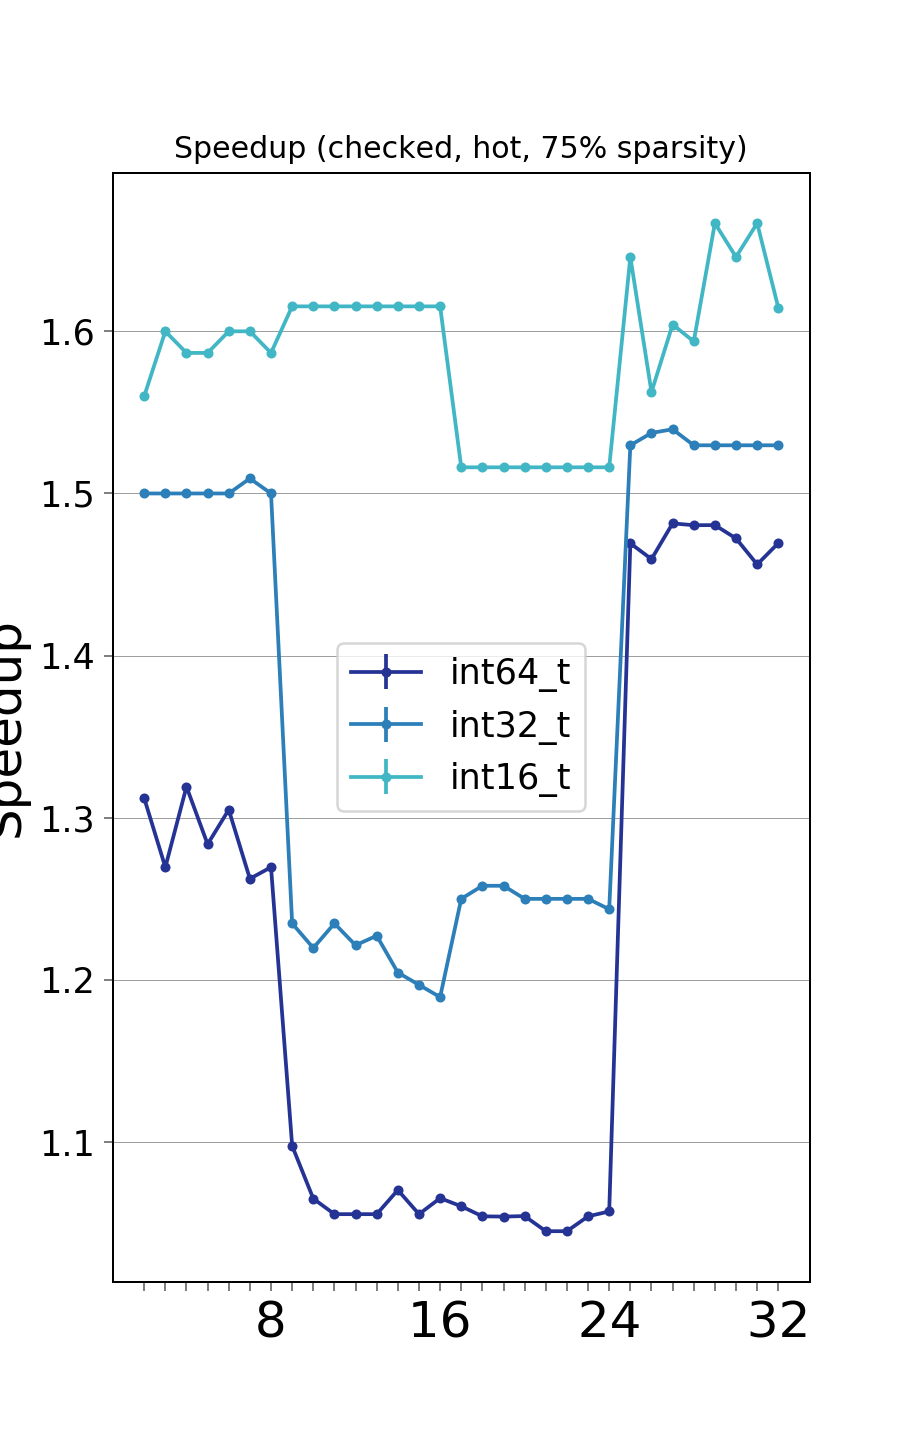 Speedup (checked, hot, 75% sparsity)
Speedup
1.6
1.5
1.4
1.3
1.2
1.1
int64_t
int32_t
int16_t
8 16 24 32